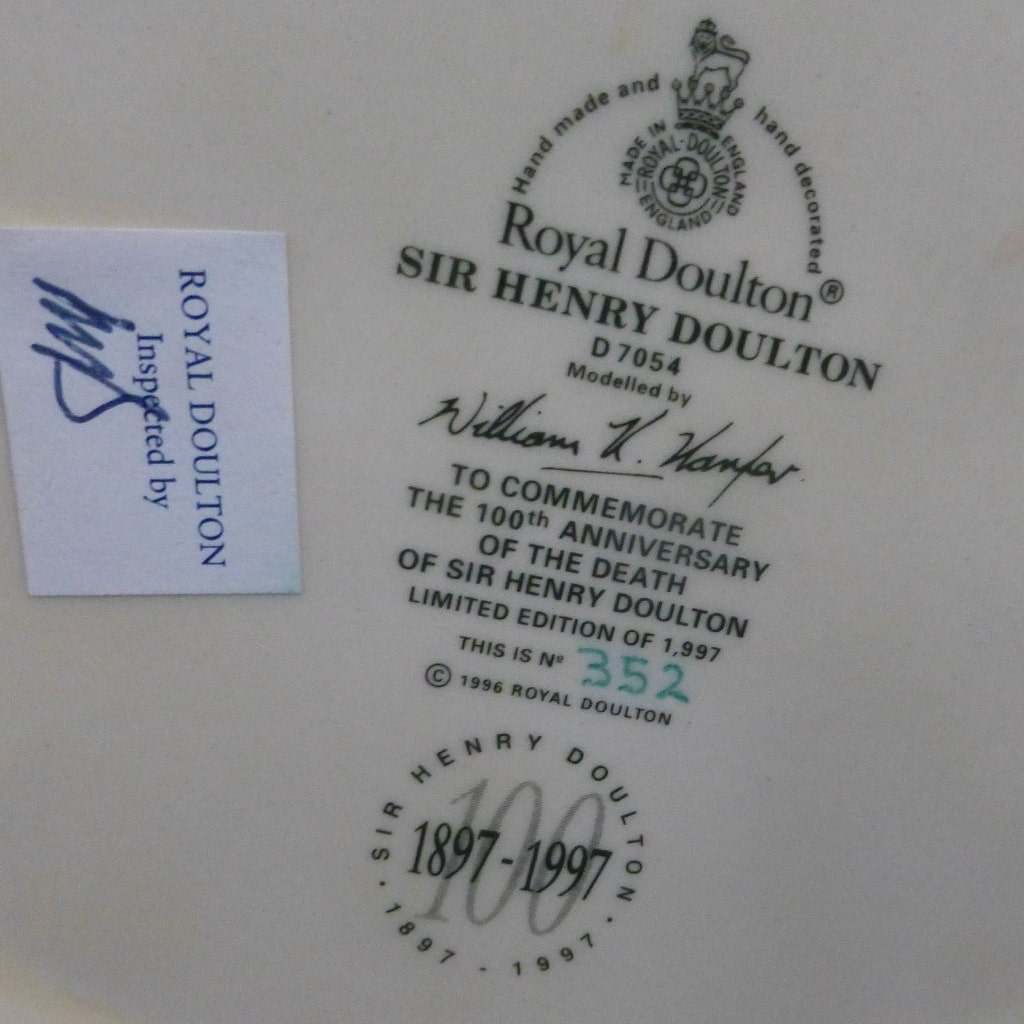 Hand made and hand decorated
MADE IN ENGLAND
ROYAL-DOULTON
ENGLAND
Royal Doulton®
SIR HENRY DOULTON
D 7054
Modelled by
William K. Harper
TO COMMEMORATE
THE 100th ANNIVERSARY
OF THE DEATH
OF SIR HENRY DOULTON
LIMITED EDITION OF 1,997
THIS IS Nº 352
© 1996 ROYAL DOULTON
SIR HENRY DOULTON
100
1897-1997
· 1897 - 1997 ·
ROYAL DOULTON
Inspected by